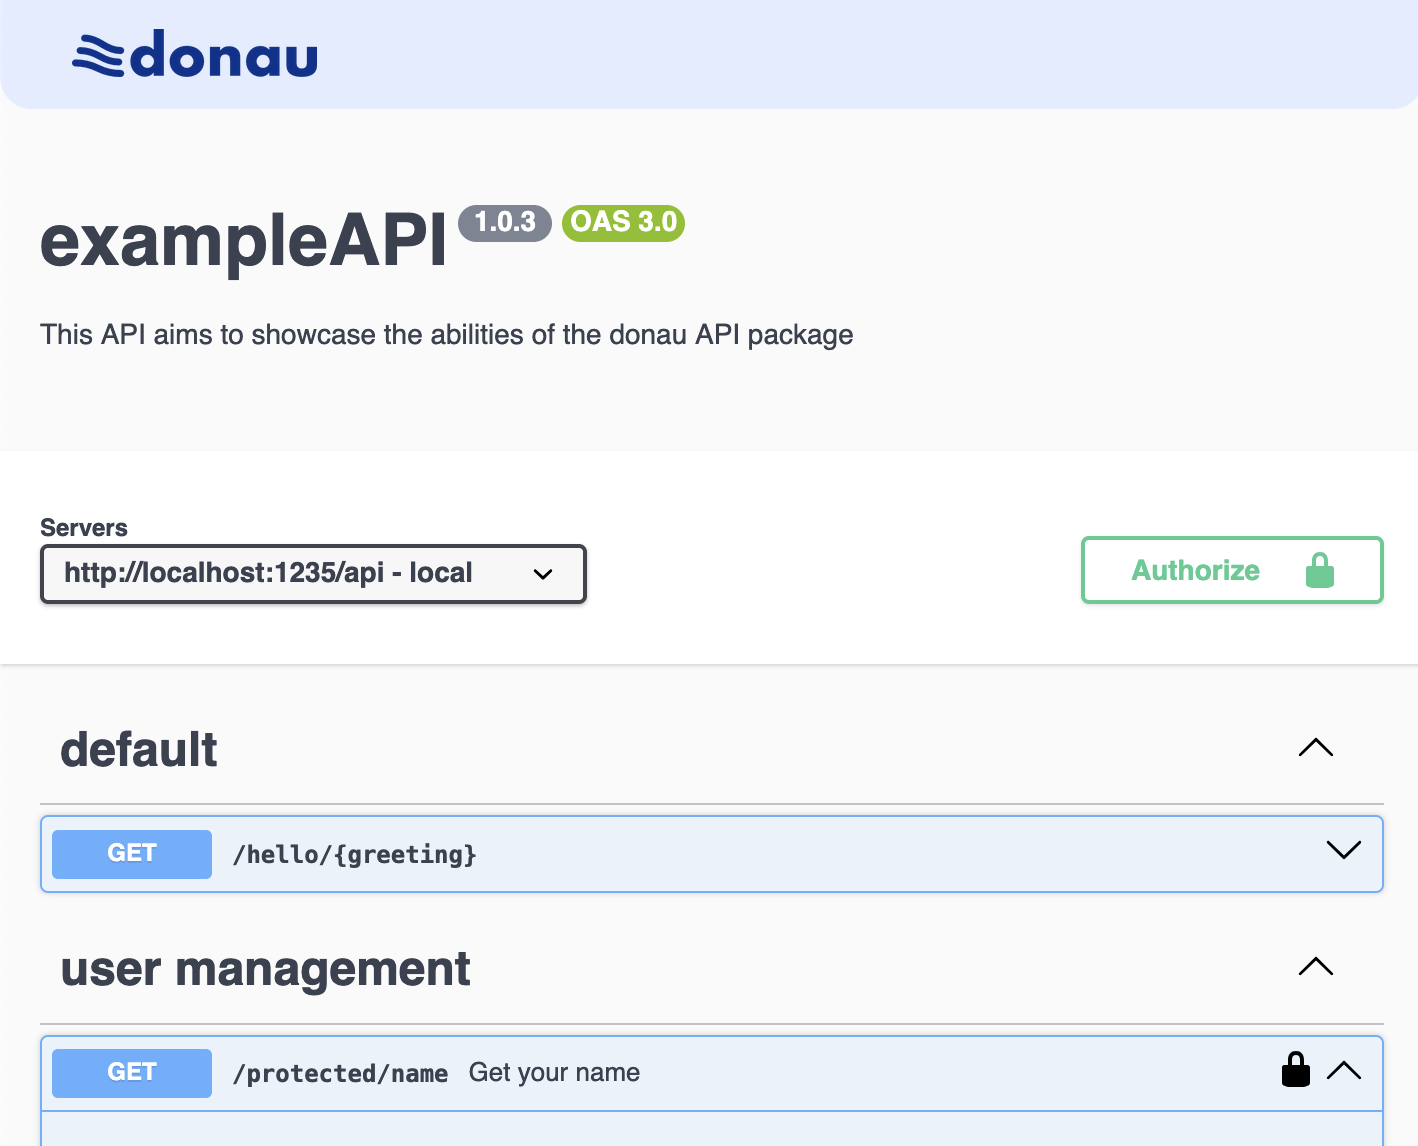 donau
exampleAPI 1.0.3 OAS 3.0
This API aims to showcase the abilities of the donau API package
Servers
http://localhost:1235/api - local
Authorize
default
GET /hello/{greeting}
user management
GET /protected/name Get your name